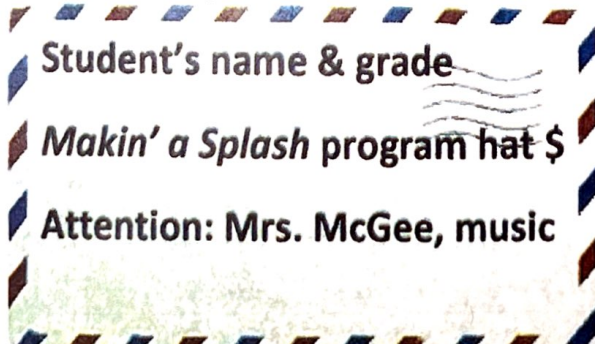 Student's name & grade
Makin' a Splash program hat $
Attention: Mrs. McGee, music